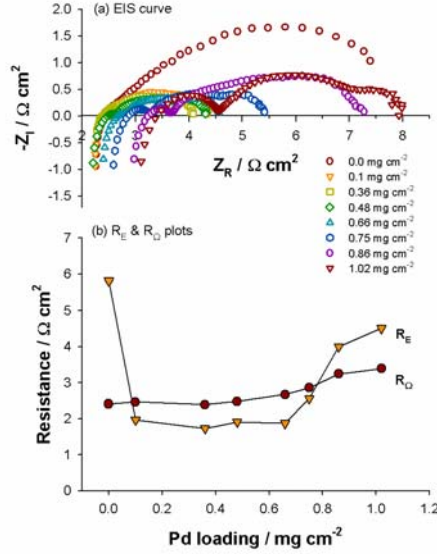 (a) EIS curve
2.0
1.5
1.0
0.5
0.0
-0.5
-1.0
-Z_I / Ω cm²
2 3 4 5 6 7 8
Z_R / Ω cm²
0.0 mg cm⁻²
0.1 mg cm⁻²
0.36 mg cm⁻²
0.48 mg cm⁻²
0.66 mg cm⁻²
0.75 mg cm⁻²
0.86 mg cm⁻²
1.02 mg cm⁻²
(b) R_E & R_Ω plots
7
6
5
4
3
2
1
0
Resistance / Ω cm²
R_E
R_Ω
0.0 0.2 0.4 0.6 0.8 1.0 1.2
Pd loading / mg cm⁻²